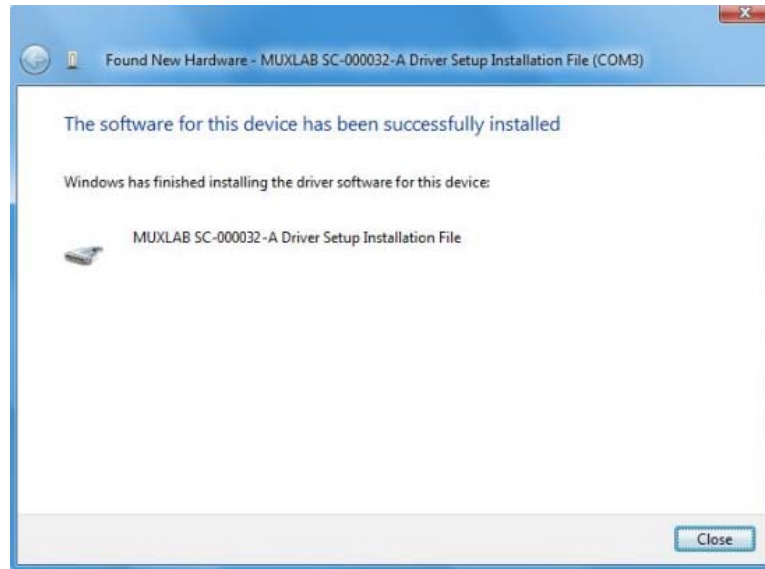 Found New Hardware - MUXLAB SC-000032-A Driver Setup Installation File (COM3)
The software for this device has been successfully installed
Windows has finished installing the driver software for this device:
MUXLAB SC-000032-A Driver Setup Installation File
Close